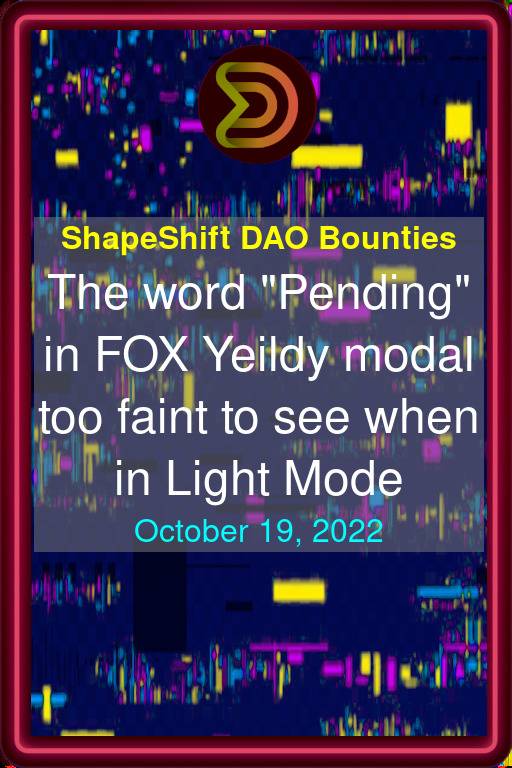 ShapeShift DAO Bounties
The word "Pending"
in FOX Yeildy modal
too faint to see when
in Light Mode
October 19, 2022